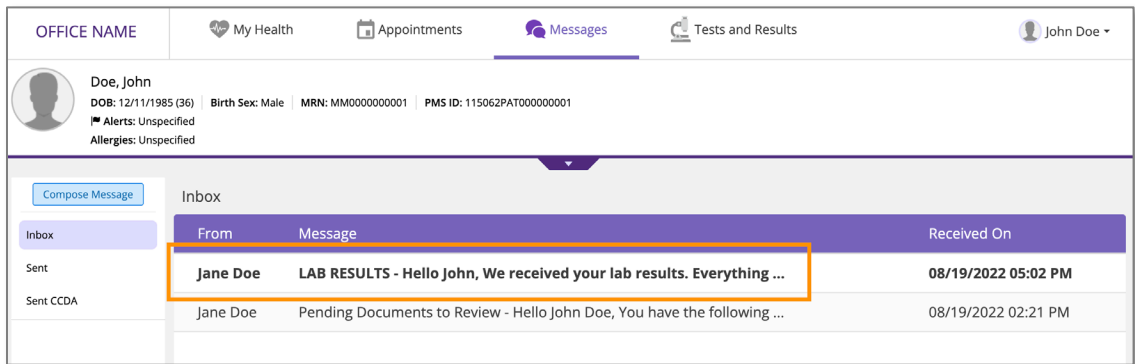 OFFICE NAME My Health Appointments Messages Tests and Results John Doe
Doe, John
DOB: 12/11/1985 (36) Birth Sex: Male MRN: MM0000000001 PMS ID: 115062PAT000000001
Alerts: Unspecified
Allergies: Unspecified
Compose Message
Inbox
Sent
Sent CCDA
Inbox
From Message Received On
Jane Doe LAB RESULTS - Hello John, We received your lab results. Everything ... 08/19/2022 05:02 PM
Jane Doe Pending Documents to Review - Hello John Doe, You have the following ... 08/19/2022 02:21 PM